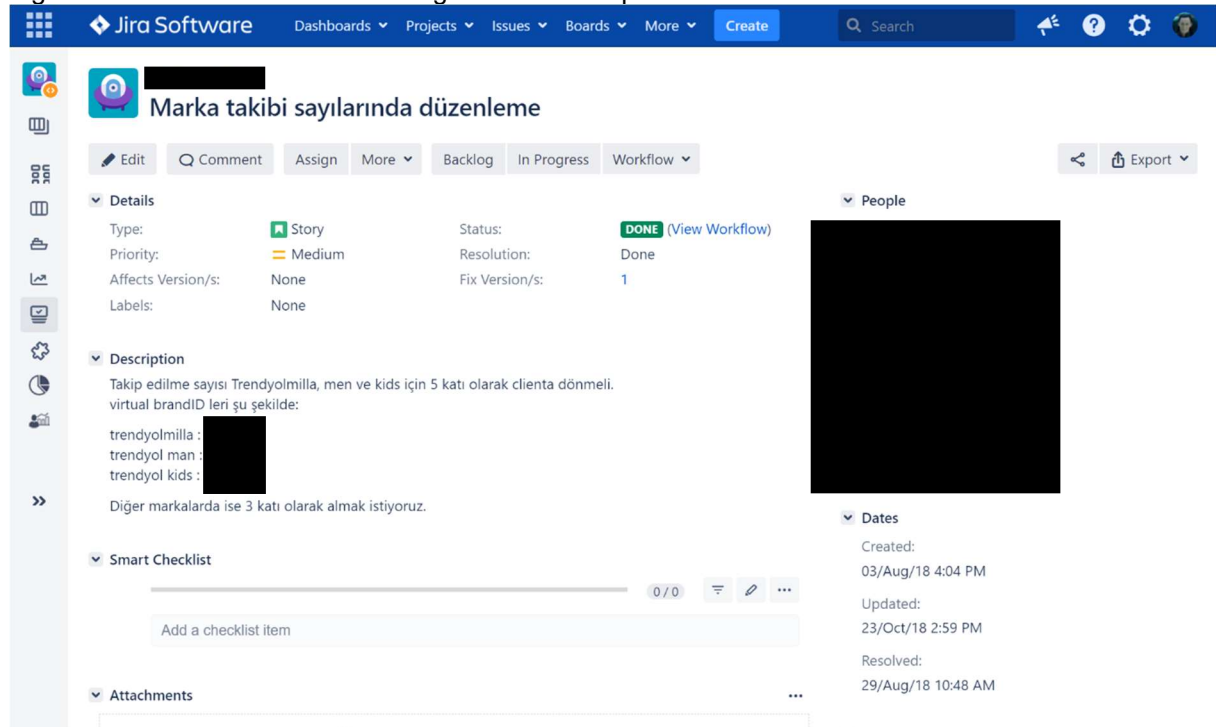 Jira Software
Dashboards
Projects
Issues
Boards
More
Create
Search
Marka takibi sayılarında düzenleme
Edit
Comment
Assign
More
Backlog
In Progress
Workflow
Export
Details
Type: Story
Status: DONE (View Workflow)
Priority: Medium
Resolution: Done
Affects Version/s: None
Fix Version/s: 1
Labels: None
People
Description
Takip edilme sayısı Trendyolmilla, men ve kids için 5 katı olarak clienta dönmeli.
virtual brandID leri şu şekilde:
trendyolmilla :
trendyol man :
trendyol kids :
Diğer markalarda ise 3 katı olarak almak istiyoruz.
Dates
Created:
03/Aug/18 4:04 PM
Updated:
23/Oct/18 2:59 PM
Resolved:
29/Aug/18 10:48 AM
Smart Checklist
0 / 0
Add a checklist item
Attachments